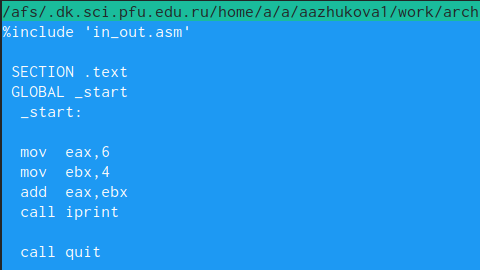 /afs/.dk.sci.pfu.edu.ru/home/a/a/aazhukova1/work/arch
%include 'in_out.asm'
SECTION .text
GLOBAL _start
_start:
mov eax,6
mov ebx,4
add eax,ebx
call iprint
call quit